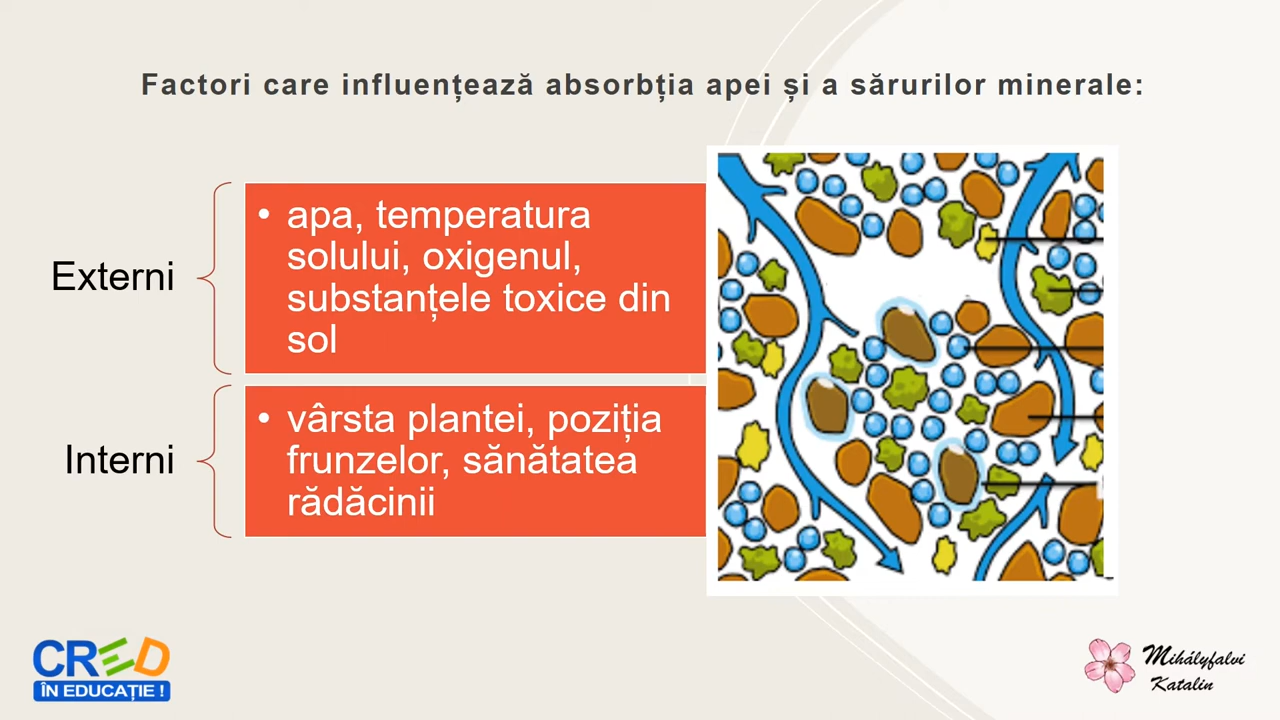 Factori care influențează absorbția apei și a sărurilor minerale:
Externi
• apa, temperatura
solului, oxigenul,
substanțele toxice din
sol
Interni
• vârsta plantei, poziția
frunzelor, sănătatea
rădăcinii
CRED
ÎN EDUCAȚIE !
Mihályfalvi
Katalin